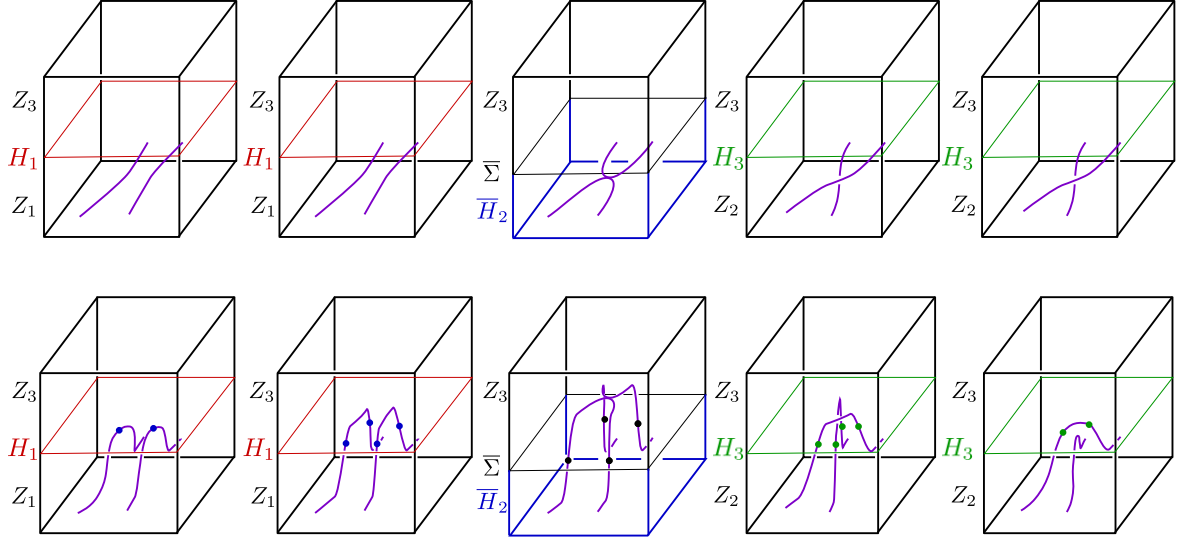 Z₃ Z₃ Z₃ Z₃ Z₃
H₁ H₁ Σ̅ H₃ H₃
Z₁ Z₁ H̅₂ Z₂ Z₂
Z₃ Z₃ Z₃ Z₃ Z₃
H₁ H₁ Σ̅ H₃ H₃
Z₁ Z₁ H̅₂ Z₂ Z₂